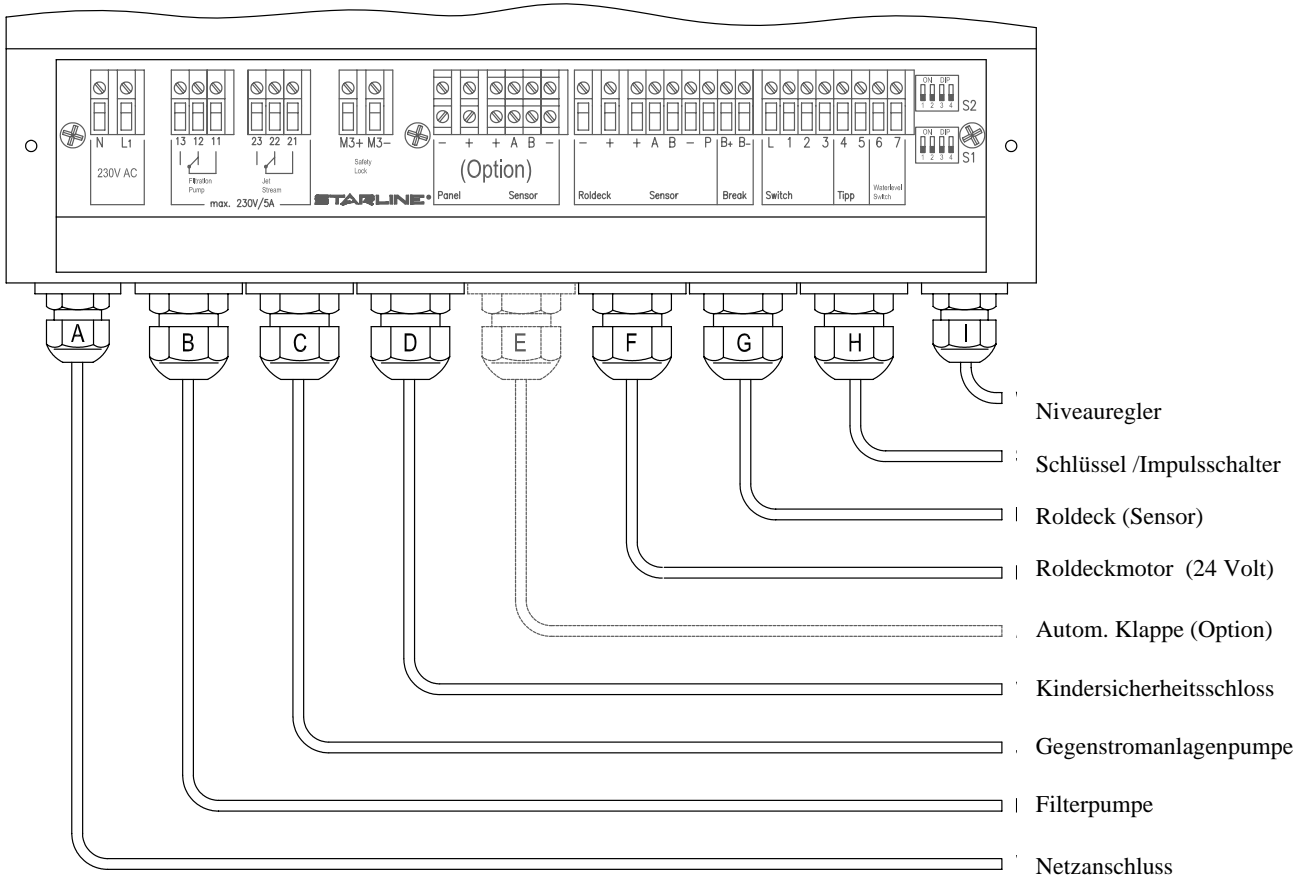 ON DIP
1 2 3 4
S2
ON DIP
1 2 3 4
S1
N L1
13 12 11
23 22 21
M3+ M3-
- + + A B -
- + + A B - P B+ B- L 1 2 3 4 5 6 7
230V AC
Filtration
Pump
Jet
Stream
max. 230V/5A
Safety
Lock
STARLINE®
(Option)
Panel Sensor
Roldeck Sensor Break Switch Tipp
Waterlevel
Switch
A B C D E F G H I
Niveauregler
Schlüssel /Impulsschalter
Roldeck (Sensor)
Roldeckmotor (24 Volt)
Autom. Klappe (Option)
Kindersicherheitsschloss
Gegenstromanlagenpumpe
Filterpumpe
Netzanschluss